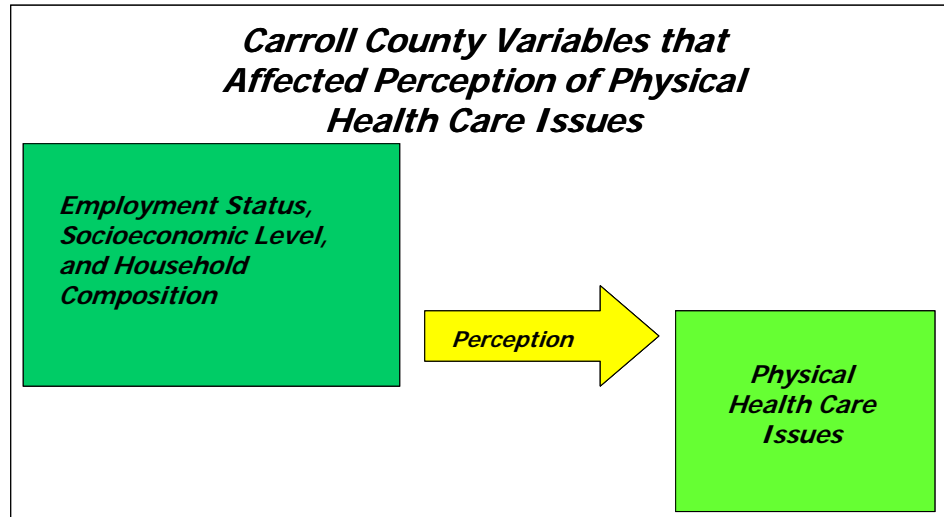 Carroll County Variables that
Affected Perception of Physical
Health Care Issues
Employment Status,
Socioeconomic Level,
and Household
Composition
Perception
Physical
Health Care
Issues